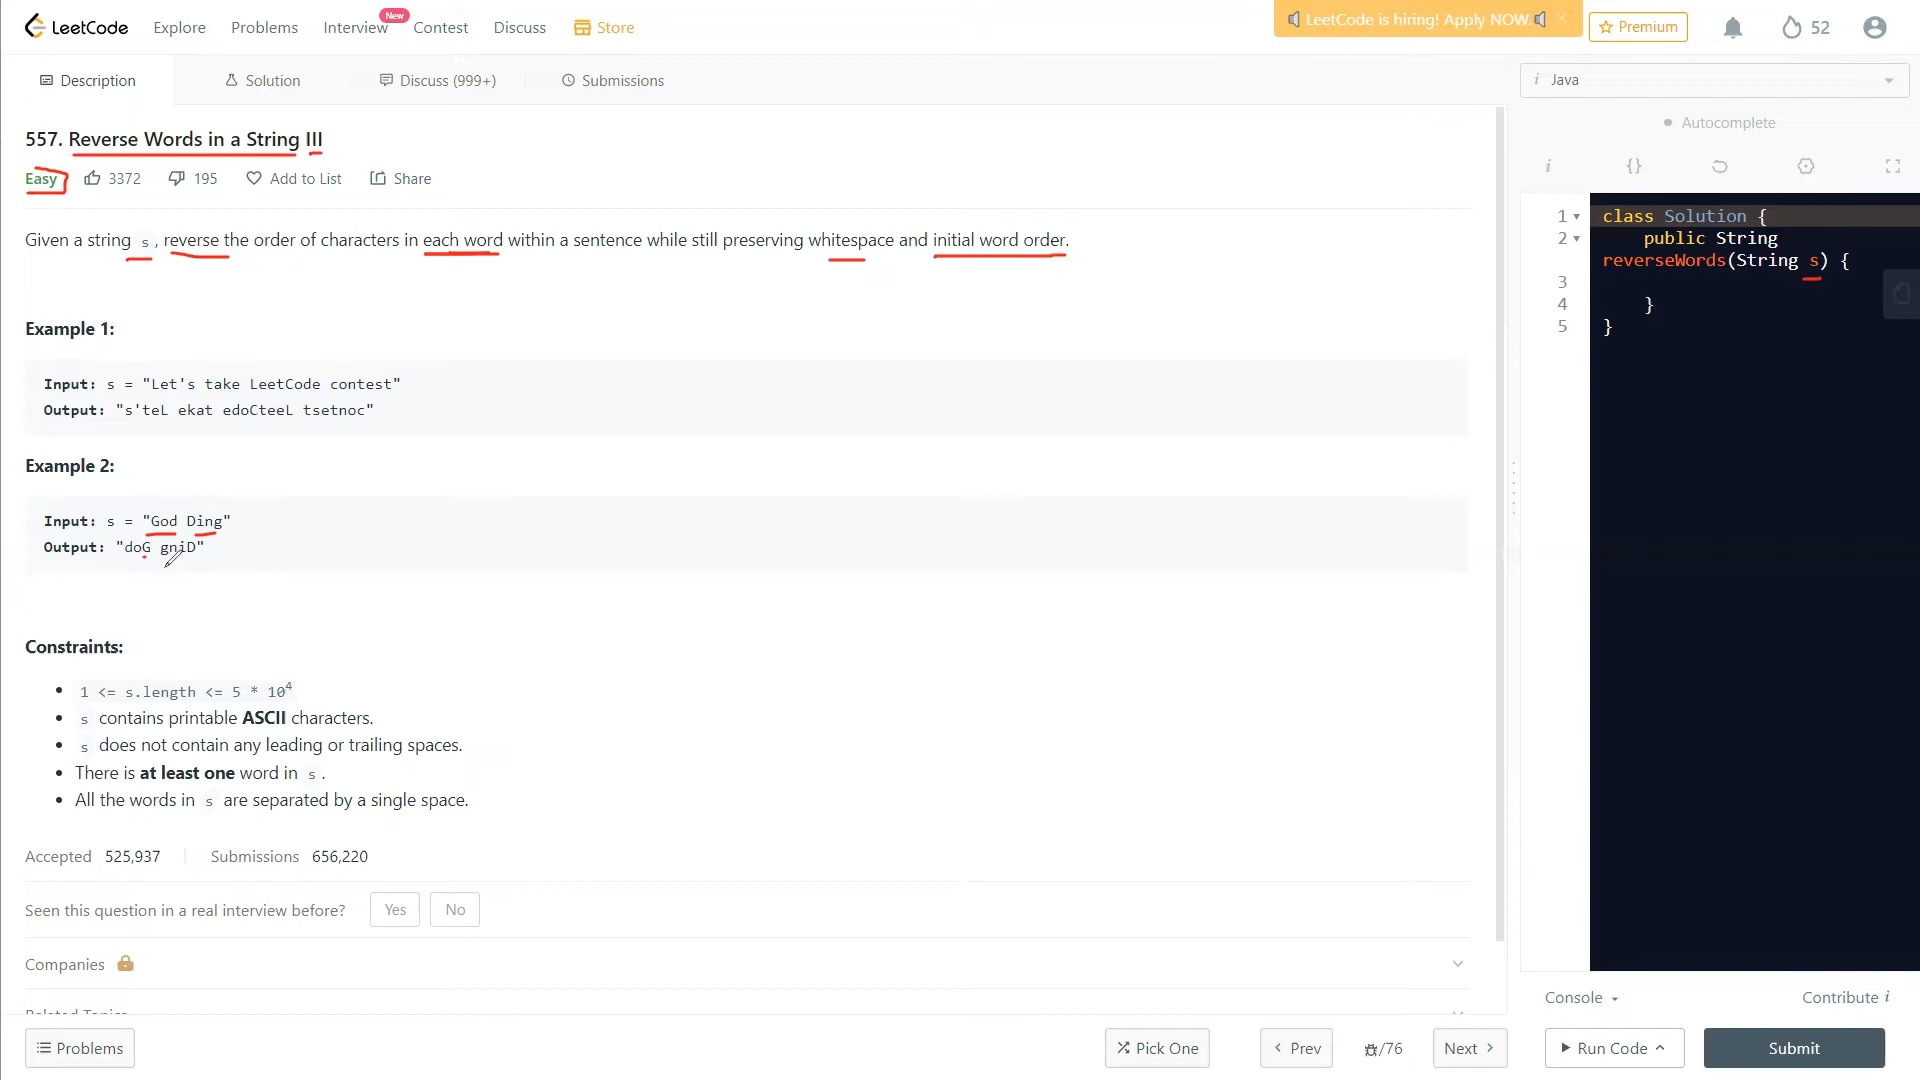 LeetCode Explore Problems Interview New Contest Discuss Store LeetCode is hiring! Apply NOW. Premium 52
Description Solution Discuss (999+) Submissions
557. Reverse Words in a String III
Easy 3372 195 Add to List Share
Given a string s , reverse the order of characters in each word within a sentence while still preserving whitespace and initial word order.
Example 1:
Input: s = "Let's take LeetCode contest"
Output: "s'teL ekat edoCteeL tsetnoc"
Example 2:
Input: s = "God Ding"
Output: "doG gniD"
Constraints:
1 <= s.length <= 5 * 10^4
s contains printable ASCII characters.
s does not contain any leading or trailing spaces.
There is at least one word in s .
All the words in s are separated by a single space.
Accepted 525,937 Submissions 656,220
Seen this question in a real interview before? Yes No
Companies
Related Topics
Problems Pick One Prev /76 Next
i Java
Autocomplete
i {}
1 class Solution {
2 public String
reverseWords(String s) {
3
4 }
5 }
Console Contribute i
Run Code Submit